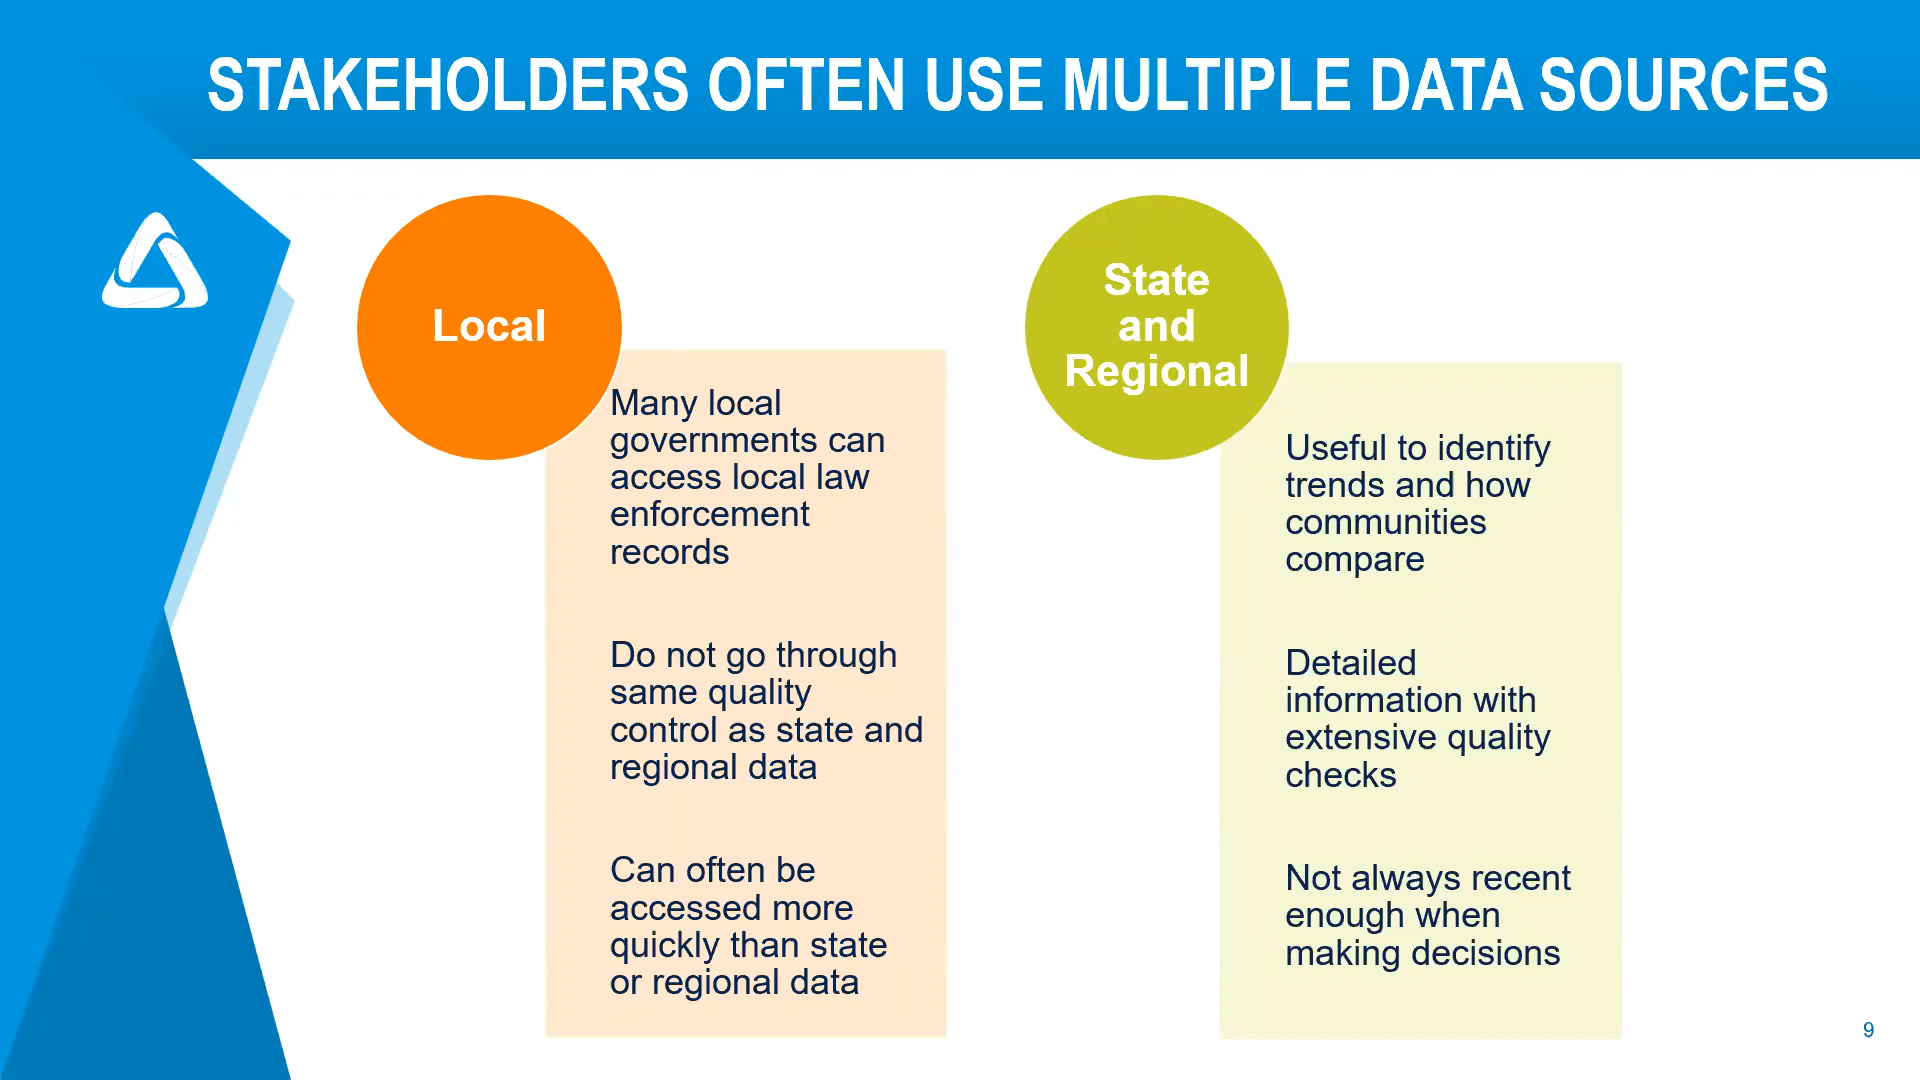 STAKEHOLDERS OFTEN USE MULTIPLE DATA SOURCES
Local
Many local
governments can
access local law
enforcement
records
Do not go through
same quality
control as state and
regional data
Can often be
accessed more
quickly than state
or regional data
State
and
Regional
Useful to identify
trends and how
communities
compare
Detailed
information with
extensive quality
checks
Not always recent
enough when
making decisions
9